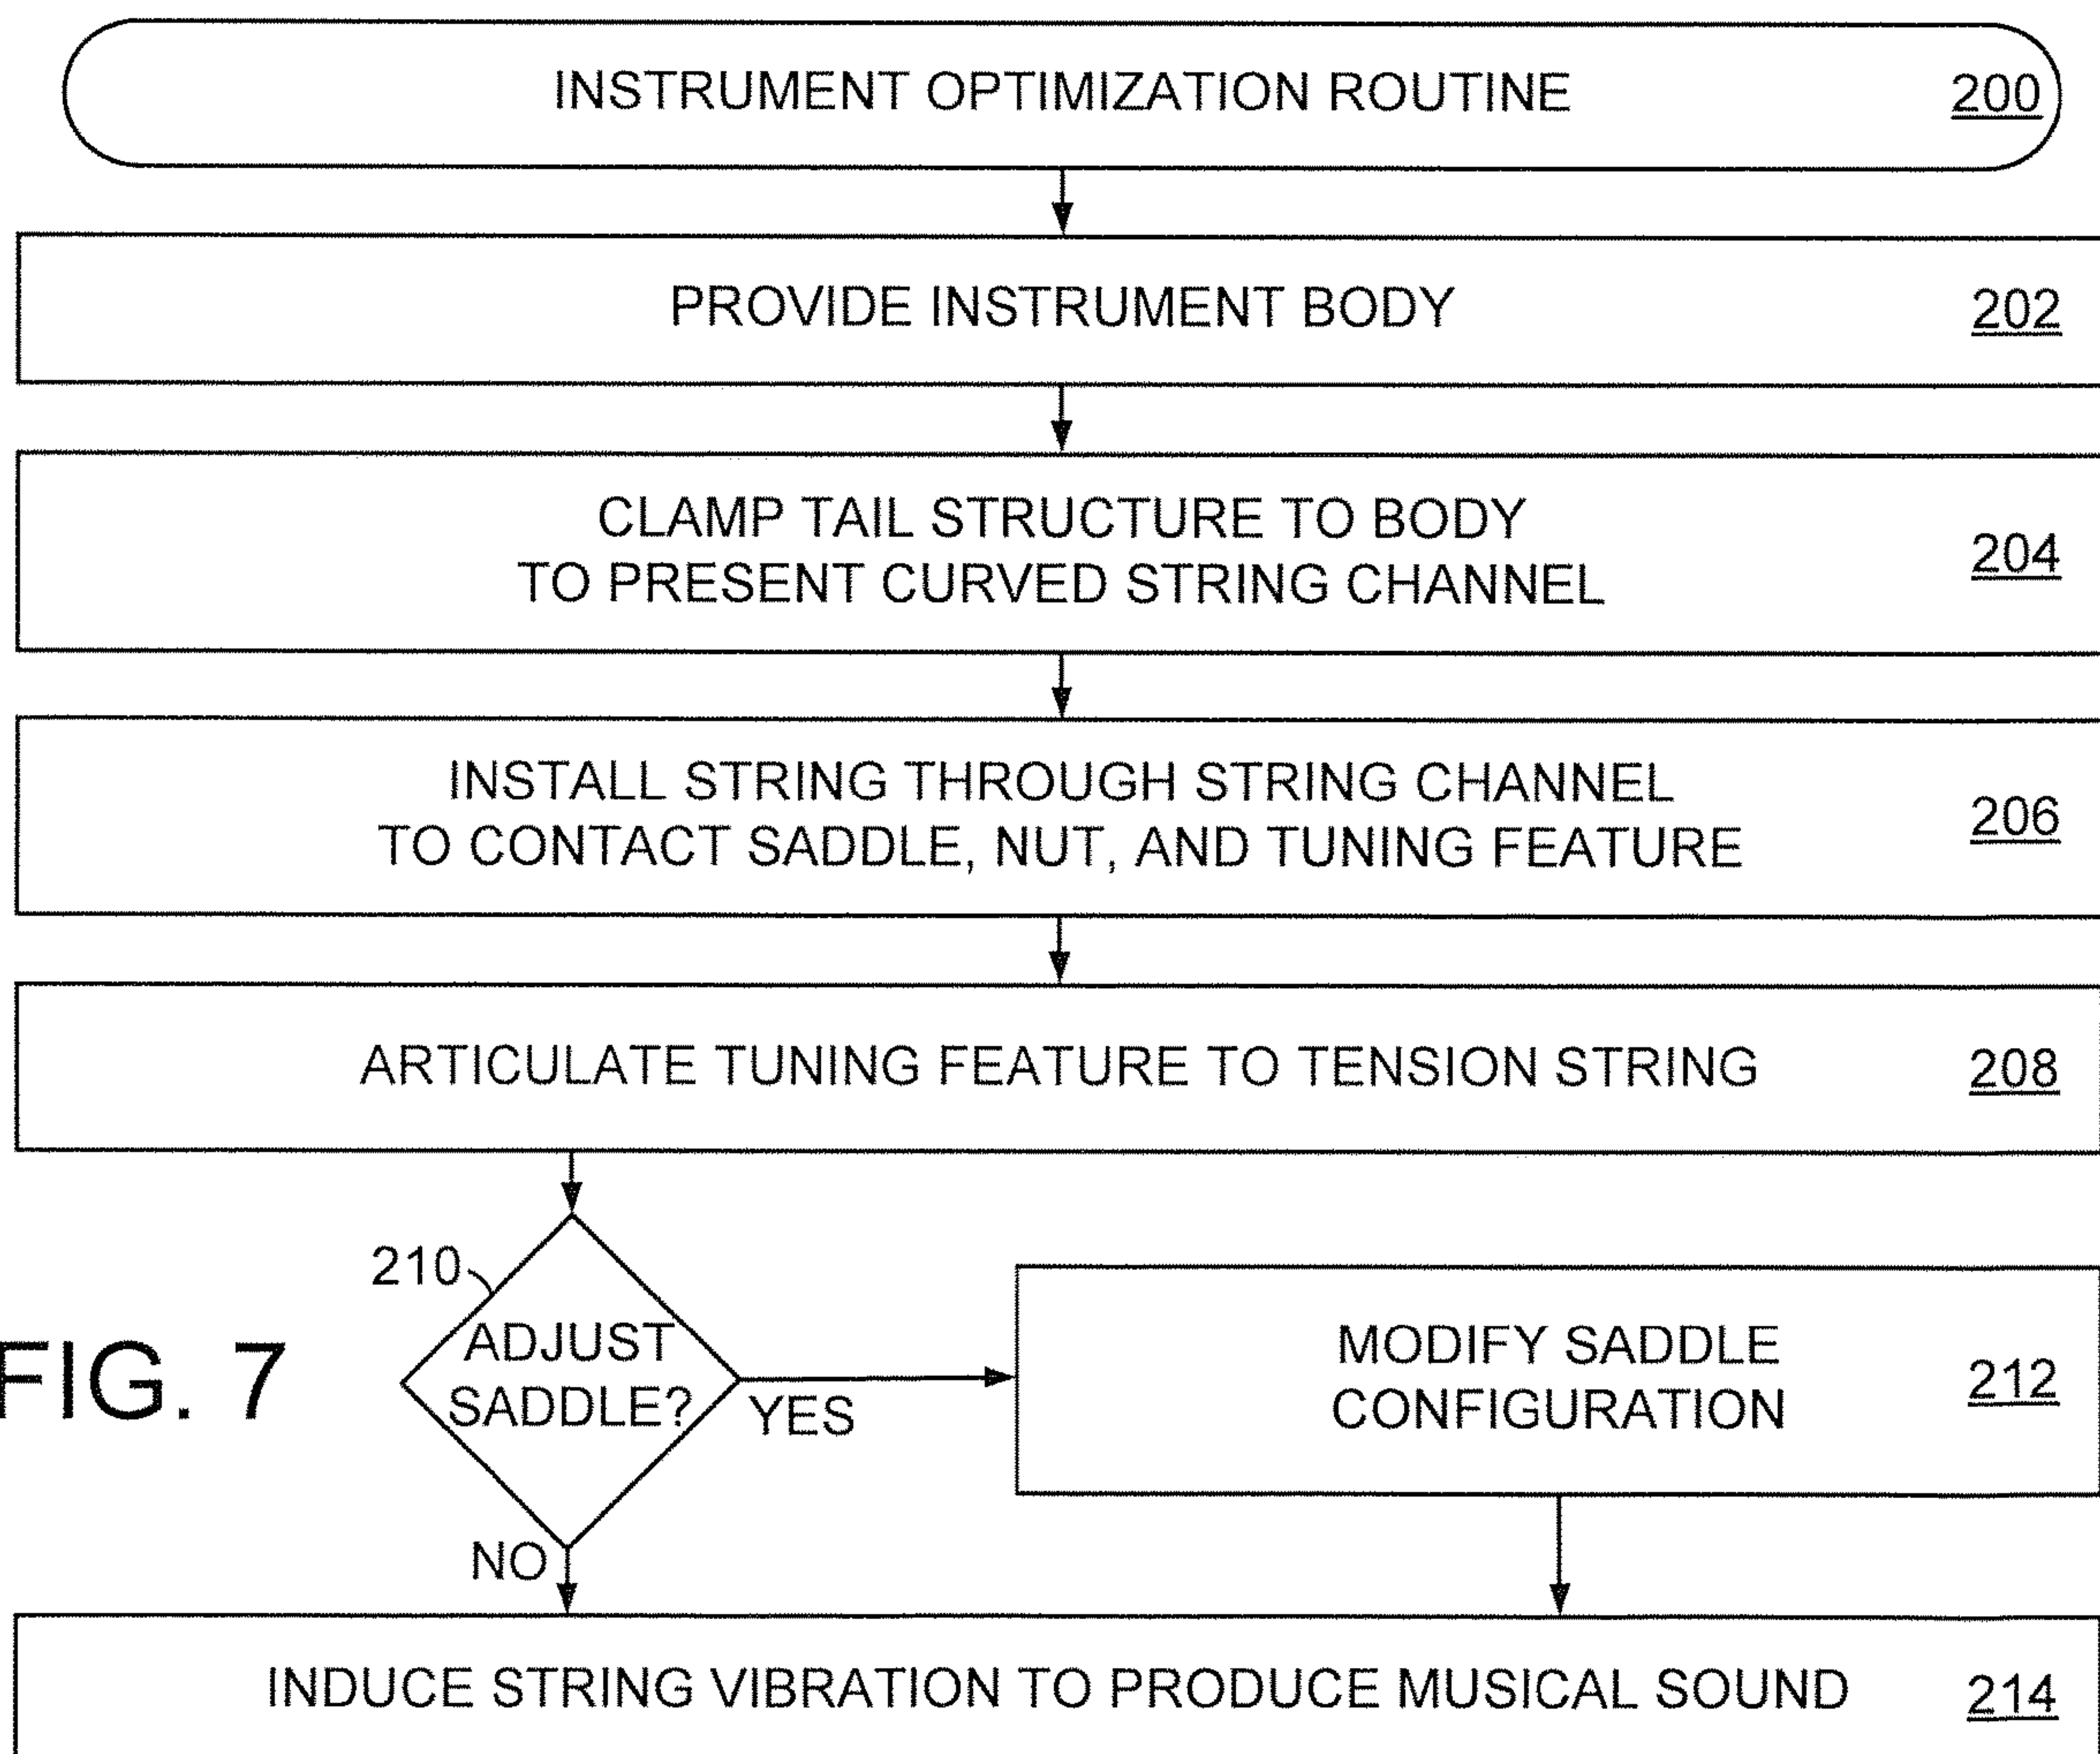 INSTRUMENT OPTIMIZATION ROUTINE 200
PROVIDE INSTRUMENT BODY 202
CLAMP TAIL STRUCTURE TO BODY
TO PRESENT CURVED STRING CHANNEL
204
INSTALL STRING THROUGH STRING CHANNEL
TO CONTACT SADDLE, NUT, AND TUNING FEATURE
206
ARTICULATE TUNING FEATURE TO TENSION STRING 208
210
ADJUST
SADDLE?
YES
NO
MODIFY SADDLE
CONFIGURATION
212
FIG. 7
INDUCE STRING VIBRATION TO PRODUCE MUSICAL SOUND 214